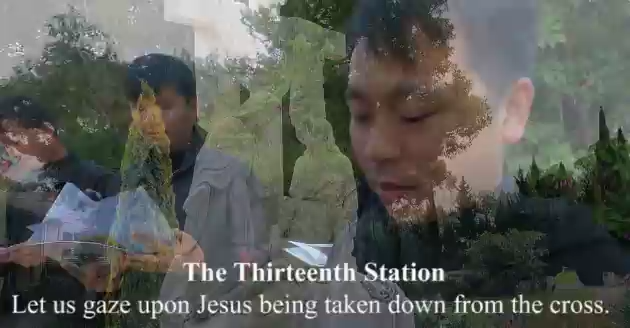 The Thirteenth Station
Let us gaze upon Jesus being taken down from the cross.